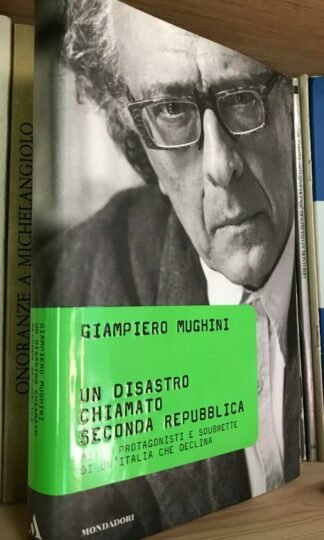 GIAMPIERO MUGHINI
UN DISASTRO
CHIAMATO
SECONDA REPUBBLICA
PROTAGONISTI E SOUBRETTE
DI UN'ITALIA CHE DECLINA
MONDADORI
GIAMPIERO MUGHINI
UN DISASTRO CHIAMATO
SECONDA REPUBBLICA
ONORANZE A MICHELANGIOLO